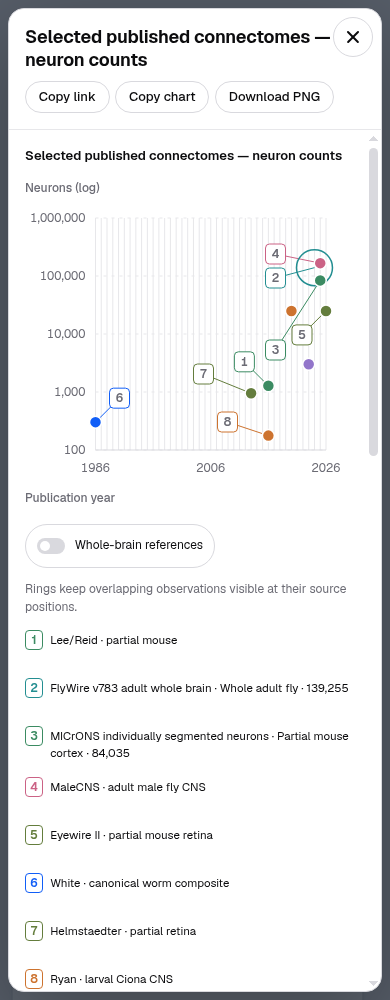 Selected published connectomes —
neuron counts
Copy link
Copy chart
Download PNG
Selected published connectomes — neuron counts
Neurons (log)
1,000,000
100,000
10,000
1,000
100
4
2
3
5
1
7
6
8
1986
2006
2026
Publication year
Whole-brain references
Rings keep overlapping observations visible at their source
positions.
1 Lee/Reid · partial mouse
2 FlyWire v783 adult whole brain · Whole adult fly · 139,255
3 MICrONS individually segmented neurons · Partial mouse
cortex · 84,035
4 MaleCNS · adult male fly CNS
5 Eyewire II · partial mouse retina
6 White · canonical worm composite
7 Helmstaedter · partial retina
8 Ryan · larval Ciona CNS